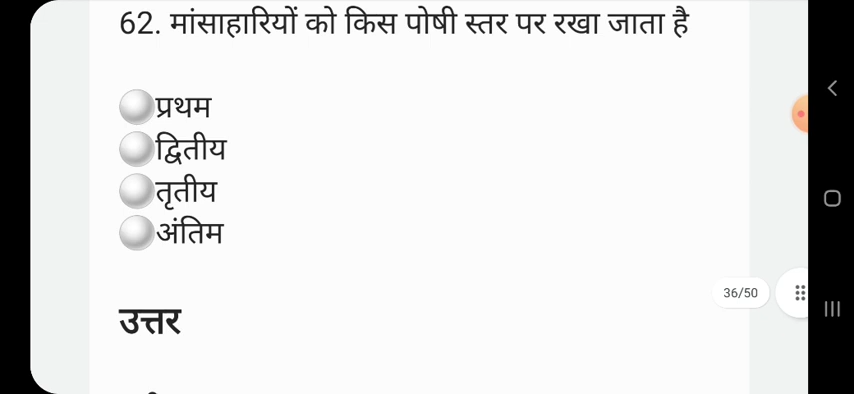 62. मांसाहारियों को किस पोषी स्तर पर रखा जाता है
प्रथम
द्वितीय
तृतीय
अंतिम
36/50
उत्तर